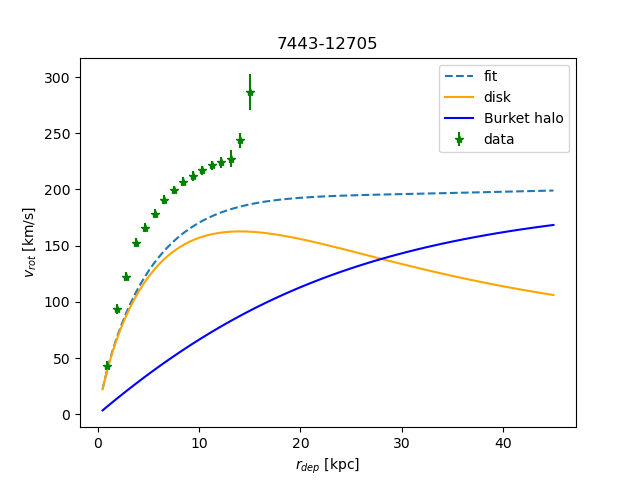 7443-12705
300
250
200
150
100
50
0
v_rot [km/s]
fit
disk
Burket halo
data
0 10 20 30 40
r_dep [kpc]